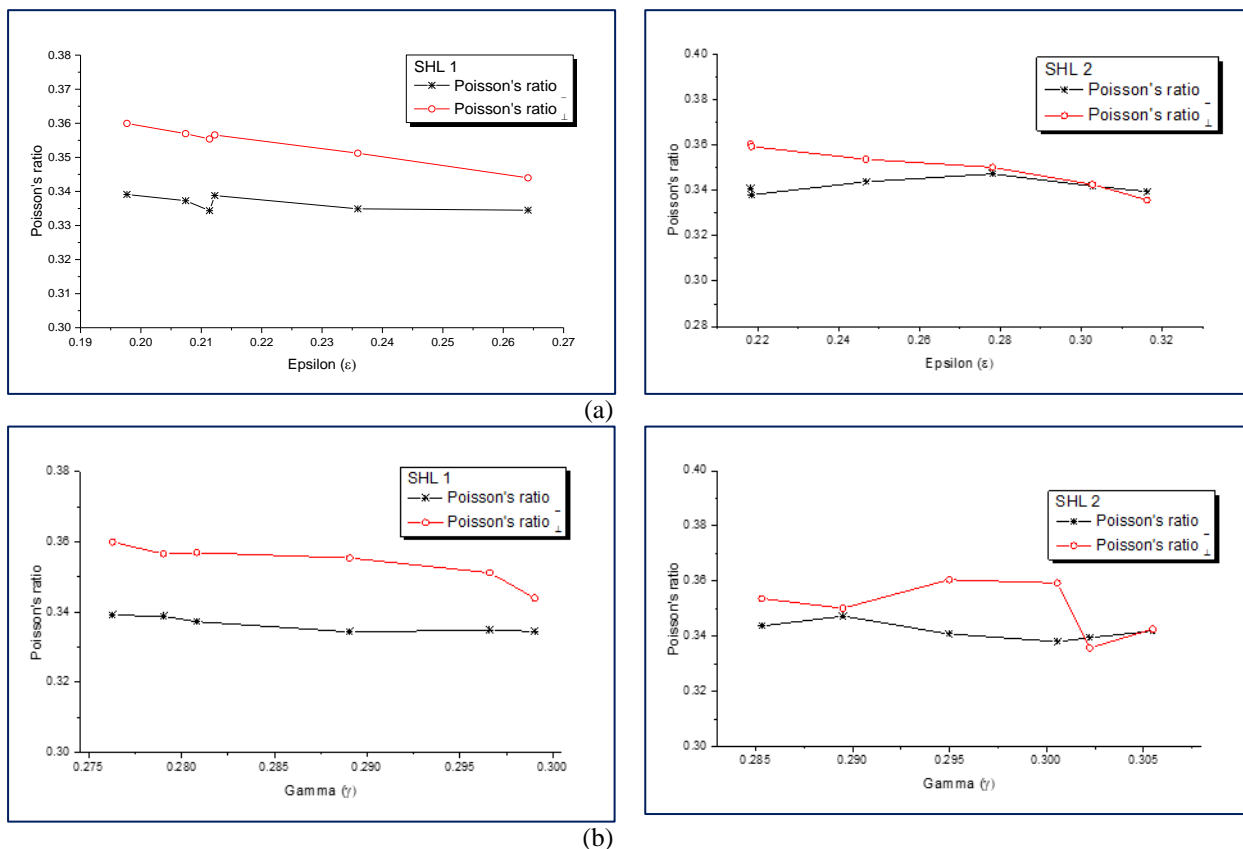 0.38
0.37
0.36
0.35
0.34
0.33
0.32
0.31
0.30
Poisson's ratio
0.19 0.20 0.21 0.22 0.23 0.24 0.25 0.26 0.27
Epsilon (ε)
SHL 1
Poisson's ratio _
Poisson's ratio ⊥
0.40
0.38
0.36
0.34
0.32
0.30
0.28
Poisson's ratio
0.22 0.24 0.26 0.28 0.30 0.32
Epsilon (ε)
SHL 2
Poisson's ratio _
Poisson's ratio ⊥
(a)
0.38
0.36
0.34
0.32
0.30
Poisson's ratio
0.275 0.280 0.285 0.290 0.295 0.300
Gamma (γ)
SHL 1
Poisson's ratio _
Poisson's ratio ⊥
0.40
0.38
0.36
0.34
0.32
0.30
Poisson's ratio
0.285 0.290 0.295 0.300 0.305
Gamma (γ)
SHL 2
Poisson's ratio _
Poisson's ratio ⊥
(b)